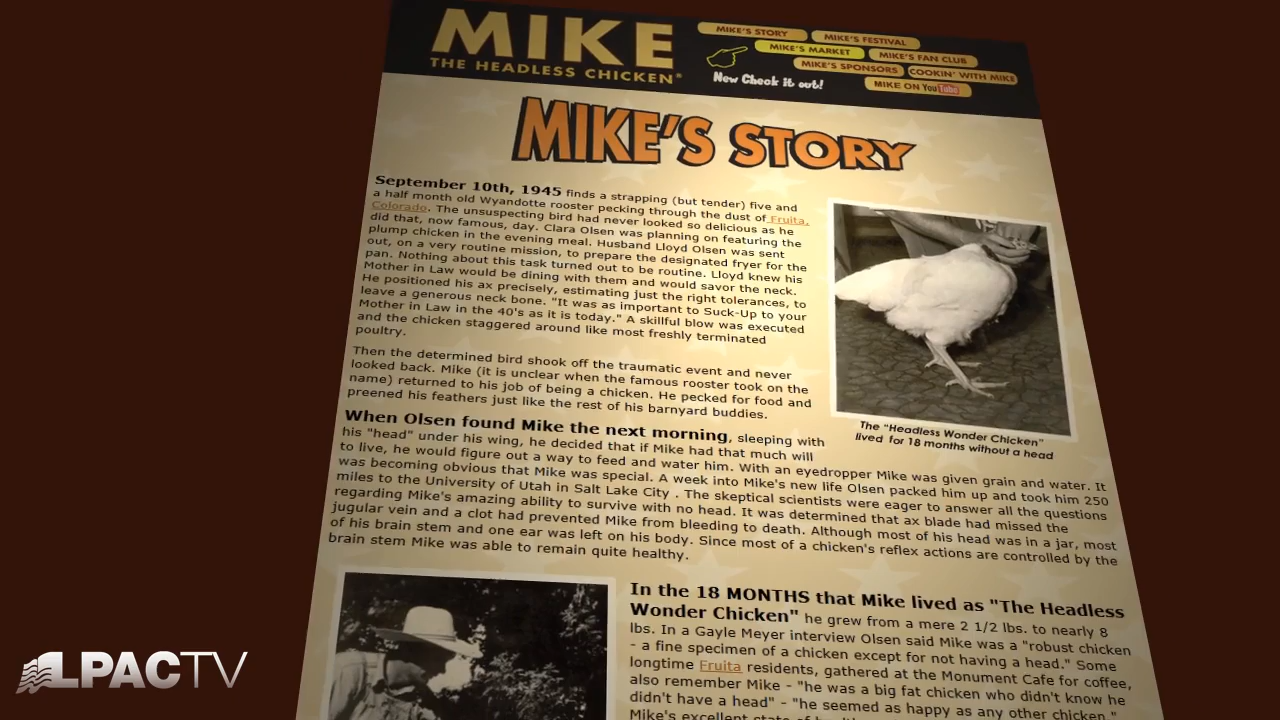 MIKE
THE HEADLESS CHICKEN®
MIKE'S STORY
MIKE'S FESTIVAL
MIKE'S MARKET
MIKE'S FAN CLUB
MIKE'S SPONSORS
COOKIN' WITH MIKE
New Check it out!
MIKE ON YouTube
MIKE'S STORY
September 10th, 1945 finds a strapping (but tender) five and
a half month old Wyandotte rooster pecking through the dust of Fruita,
Colorado. The unsuspecting bird had never looked so delicious as he
did that, now famous, day. Clara Olsen was planning on featuring the
plump chicken in the evening meal. Husband Lloyd Olsen was sent
out, on a very routine mission, to prepare the designated fryer for the
pan. Nothing about this task turned out to be routine. Lloyd knew his
Mother in Law would be dining with them and would savor the neck.
He positioned his ax precisely, estimating just the right tolerances, to
leave a generous neck bone. "It was as important to Suck-Up to your
Mother in Law in the 40's as it is today." A skillful blow was executed
and the chicken staggered around like most freshly terminated
poultry.
Then the determined bird shook off the traumatic event and never
looked back. Mike (it is unclear when the famous rooster took on the
name) returned to his job of being a chicken. He pecked for food and
preened his feathers just like the rest of his barnyard buddies.
The "Headless Wonder Chicken"
lived for 18 months without a head
When Olsen found Mike the next morning, sleeping with
his "head" under his wing, he decided that if Mike had that much will
to live, he would figure out a way to feed and water him. With an eyedropper Mike was given grain and water. It
was becoming obvious that Mike was special. A week into Mike's new life Olsen packed him up and took him 250
miles to the University of Utah in Salt Lake City . The skeptical scientists were eager to answer all the questions
regarding Mike's amazing ability to survive with no head. It was determined that ax blade had missed the
jugular vein and a clot had prevented Mike from bleeding to death. Although most of his head was in a jar, most
of his brain stem and one ear was left on his body. Since most of a chicken's reflex actions are controlled by the
brain stem Mike was able to remain quite healthy.
In the 18 MONTHS that Mike lived as "The Headless
Wonder Chicken" he grew from a mere 2 1/2 lbs. to nearly 8
lbs. In a Gayle Meyer interview Olsen said Mike was a "robust chicken
- a fine specimen of a chicken except for not having a head." Some
longtime Fruita residents, gathered at the Monument Cafe for coffee,
also remember Mike - "he was a big fat chicken who didn't know he
didn't have a head" - "he seemed as happy as any other chicken."
Mike's excellent state of
LPACTV